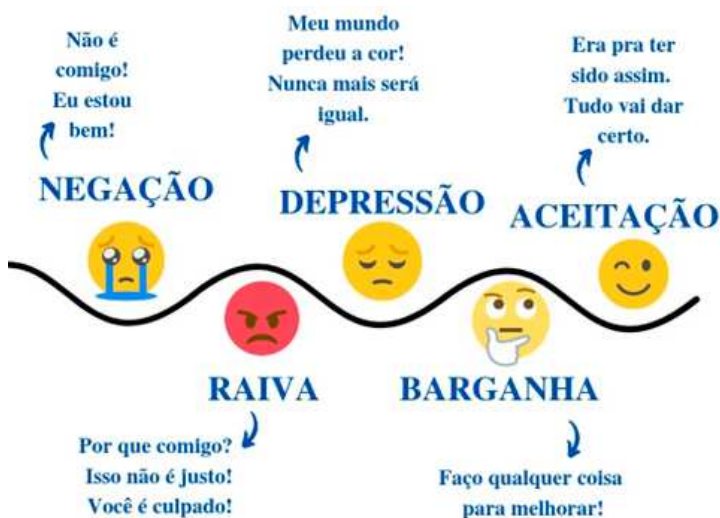 Não é
comigo!
Eu estou
bem!
NEGAÇÃO
Por que comigo?
Isso não é justo!
Você é culpado!
RAIVA
Meu mundo
perdeu a cor!
Nunca mais será
igual.
DEPRESSÃO
BARGANHA
Faço qualquer coisa
para melhorar!
Era pra ter
sido assim.
Tudo vai dar
certo.
ACEITAÇÃO